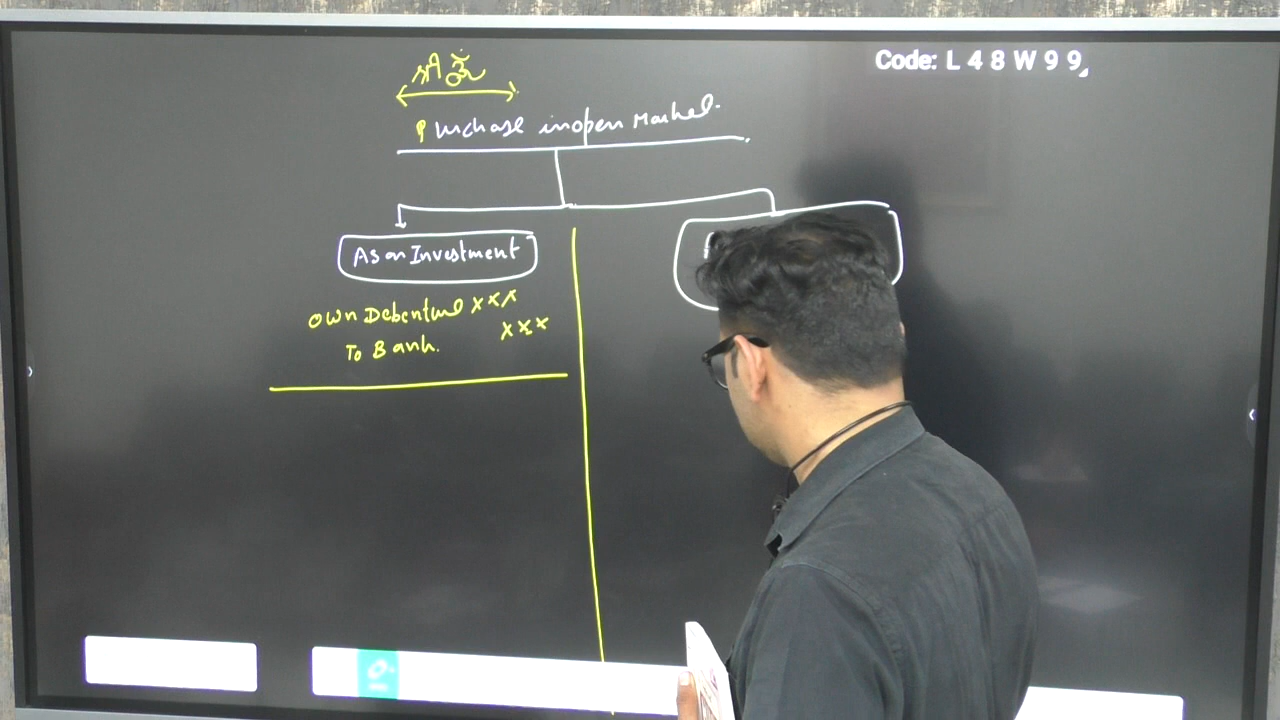 Code: L 4 8 W 9 9
Purchase in open Market.
As an Investment
Own Debenture xxx
To Bank. xxx